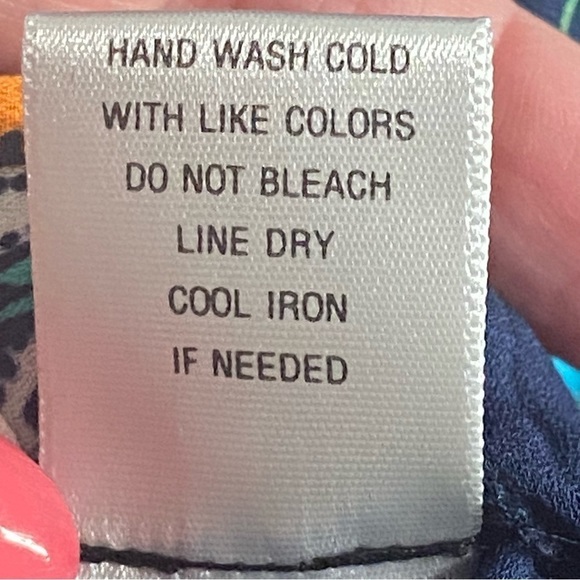 HAND WASH COLD
WITH LIKE COLORS
DO NOT BLEACH
LINE DRY
COOL IRON
IF NEEDED